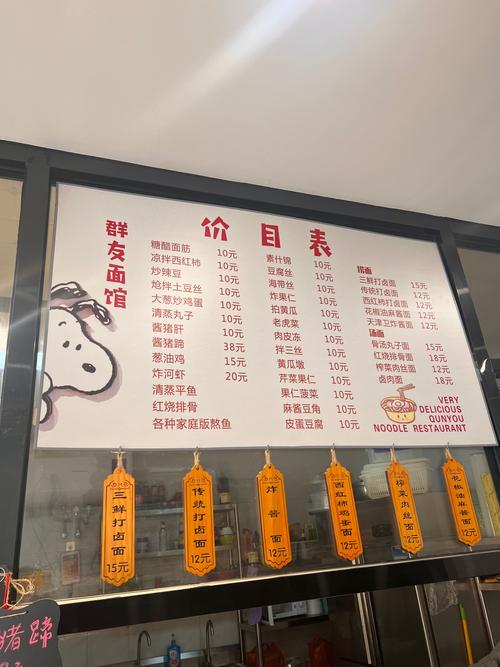 价目表
群友面馆
糖醋面筋 10元
凉拌西红柿 10元
炒辣豆 10元
炝拌土豆丝 10元
大葱炒鸡蛋 10元
清蒸丸子 10元
酱猪肝 10元
酱猪蹄 38元
葱油鸡 15元
炸河虾 20元
清蒸平鱼
红烧排骨
各种家庭版熬鱼
素什锦 10元
豆腐丝 10元
海带丝 10元
炸果仁 10元
拍黄瓜 10元
老虎菜 10元
肉皮冻 10元
拌三丝 10元
黄瓜墩 10元
芹菜果仁 10元
果仁菠菜 10元
麻酱豆角 10元
皮蛋豆腐 10元
捞面
三鲜打卤面 15元
传统打卤面 12元
西红柿打卤面 12元
花椒油麻酱面 12元
天津卫炸酱面 12元
汤面
骨汤丸子面 15元
红烧排骨面 18元
榨菜肉丝面 12元
卤肉面 18元
VERY
DELICIOUS
QUNYOU
NOODLE RESTAURANT
三鲜打卤面 15元
传统打卤面 12元
炸酱面 12元
西红柿鸡蛋面 12元
榨菜肉丝面 12元
花椒油麻酱面 12元
猪蹄